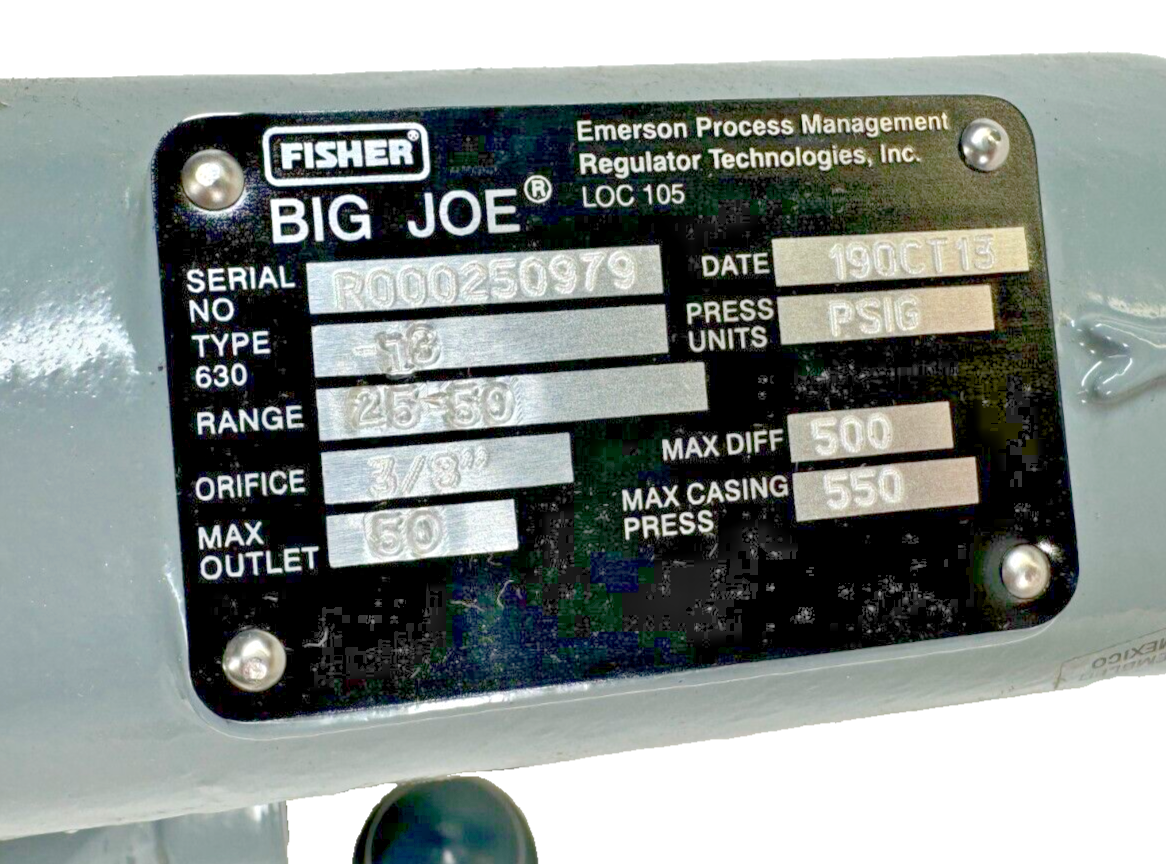 FISHER®
BIG JOE®
Emerson Process Management
Regulator Technologies, Inc.
LOC 105
SERIAL NO R000250979
DATE 19OCT13
TYPE 630
PRESS UNITS PSIG
RANGE 25-50
ORIFICE 3/8"
MAX DIFF 500
MAX OUTLET 50
MAX CASING PRESS 550
MEXICO